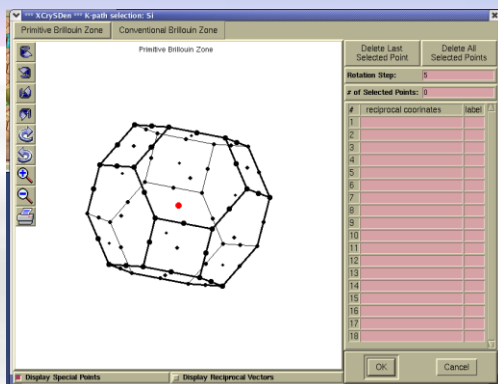 *** XCrySDen *** K-path selection: Si
Primitive Brillouin Zone
Conventional Brillouin Zone
Primitive Brillouin Zone
Delete Last
Selected Point
Delete All
Selected Points
Rotation Step: 5
# of Selected Points: 0
# reciprocal coorinates label
1
2
3
4
5
6
7
8
9
10
11
12
13
14
15
16
17
18
OK
Cancel
Display Special Points
Display Reciprocal Vectors